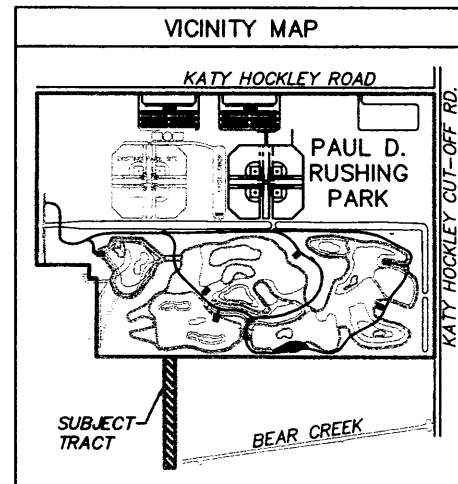 VICINITY MAP
KATY HOCKLEY ROAD
PAUL D.
RUSHING
PARK
KATY HOCKLEY CUT-OFF RD.
SUBJECT
TRACT
BEAR CREEK